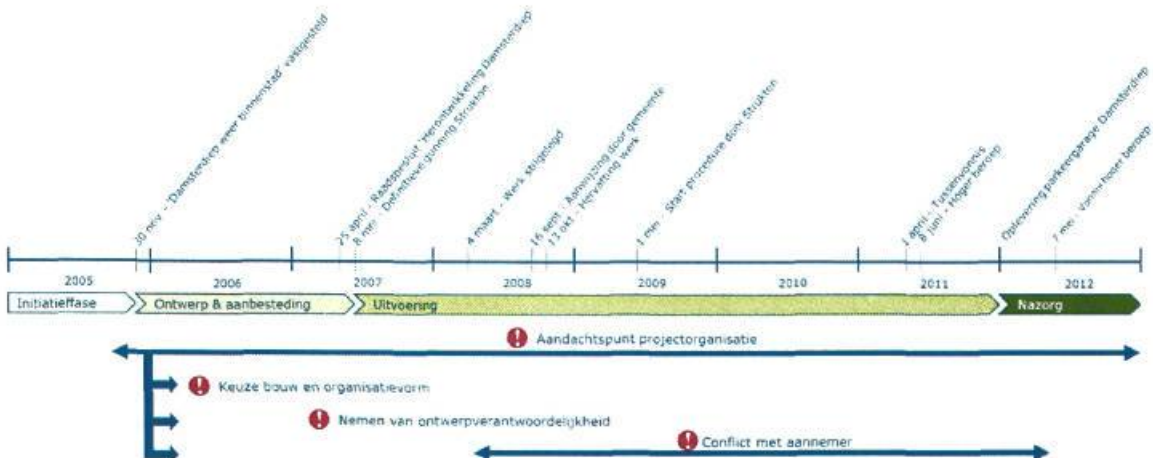 30 nov - 'Damsterdiep weer binnenstad' vastgesteld
25 april - Raadsbesluit 'Herontwikkeling Damsterdiep
8 mei - Definitieve gunning Strukton
4 maart - Werk stilgelegd
16 sept - Aanwijzing door gemeente
13 okt - Hervatting werk
1 mei - Start procedure door Strukton
1 april - Tussenvonnis
8 juni - Hoger beroep
Oplevering parkeergarage Damsterdiep
7 mei - Vonnis hoger beroep
2005 2006 2007 2008 2009 2010 2011 2012
Initiatieffase Ontwerp & aanbesteding Uitvoering Nazorg
Aandachtspunt projectorganisatie
Keuze bouw en organisatievorm
Nemen van ontwerpverantwoordelijkheid
Conflict met aannemer